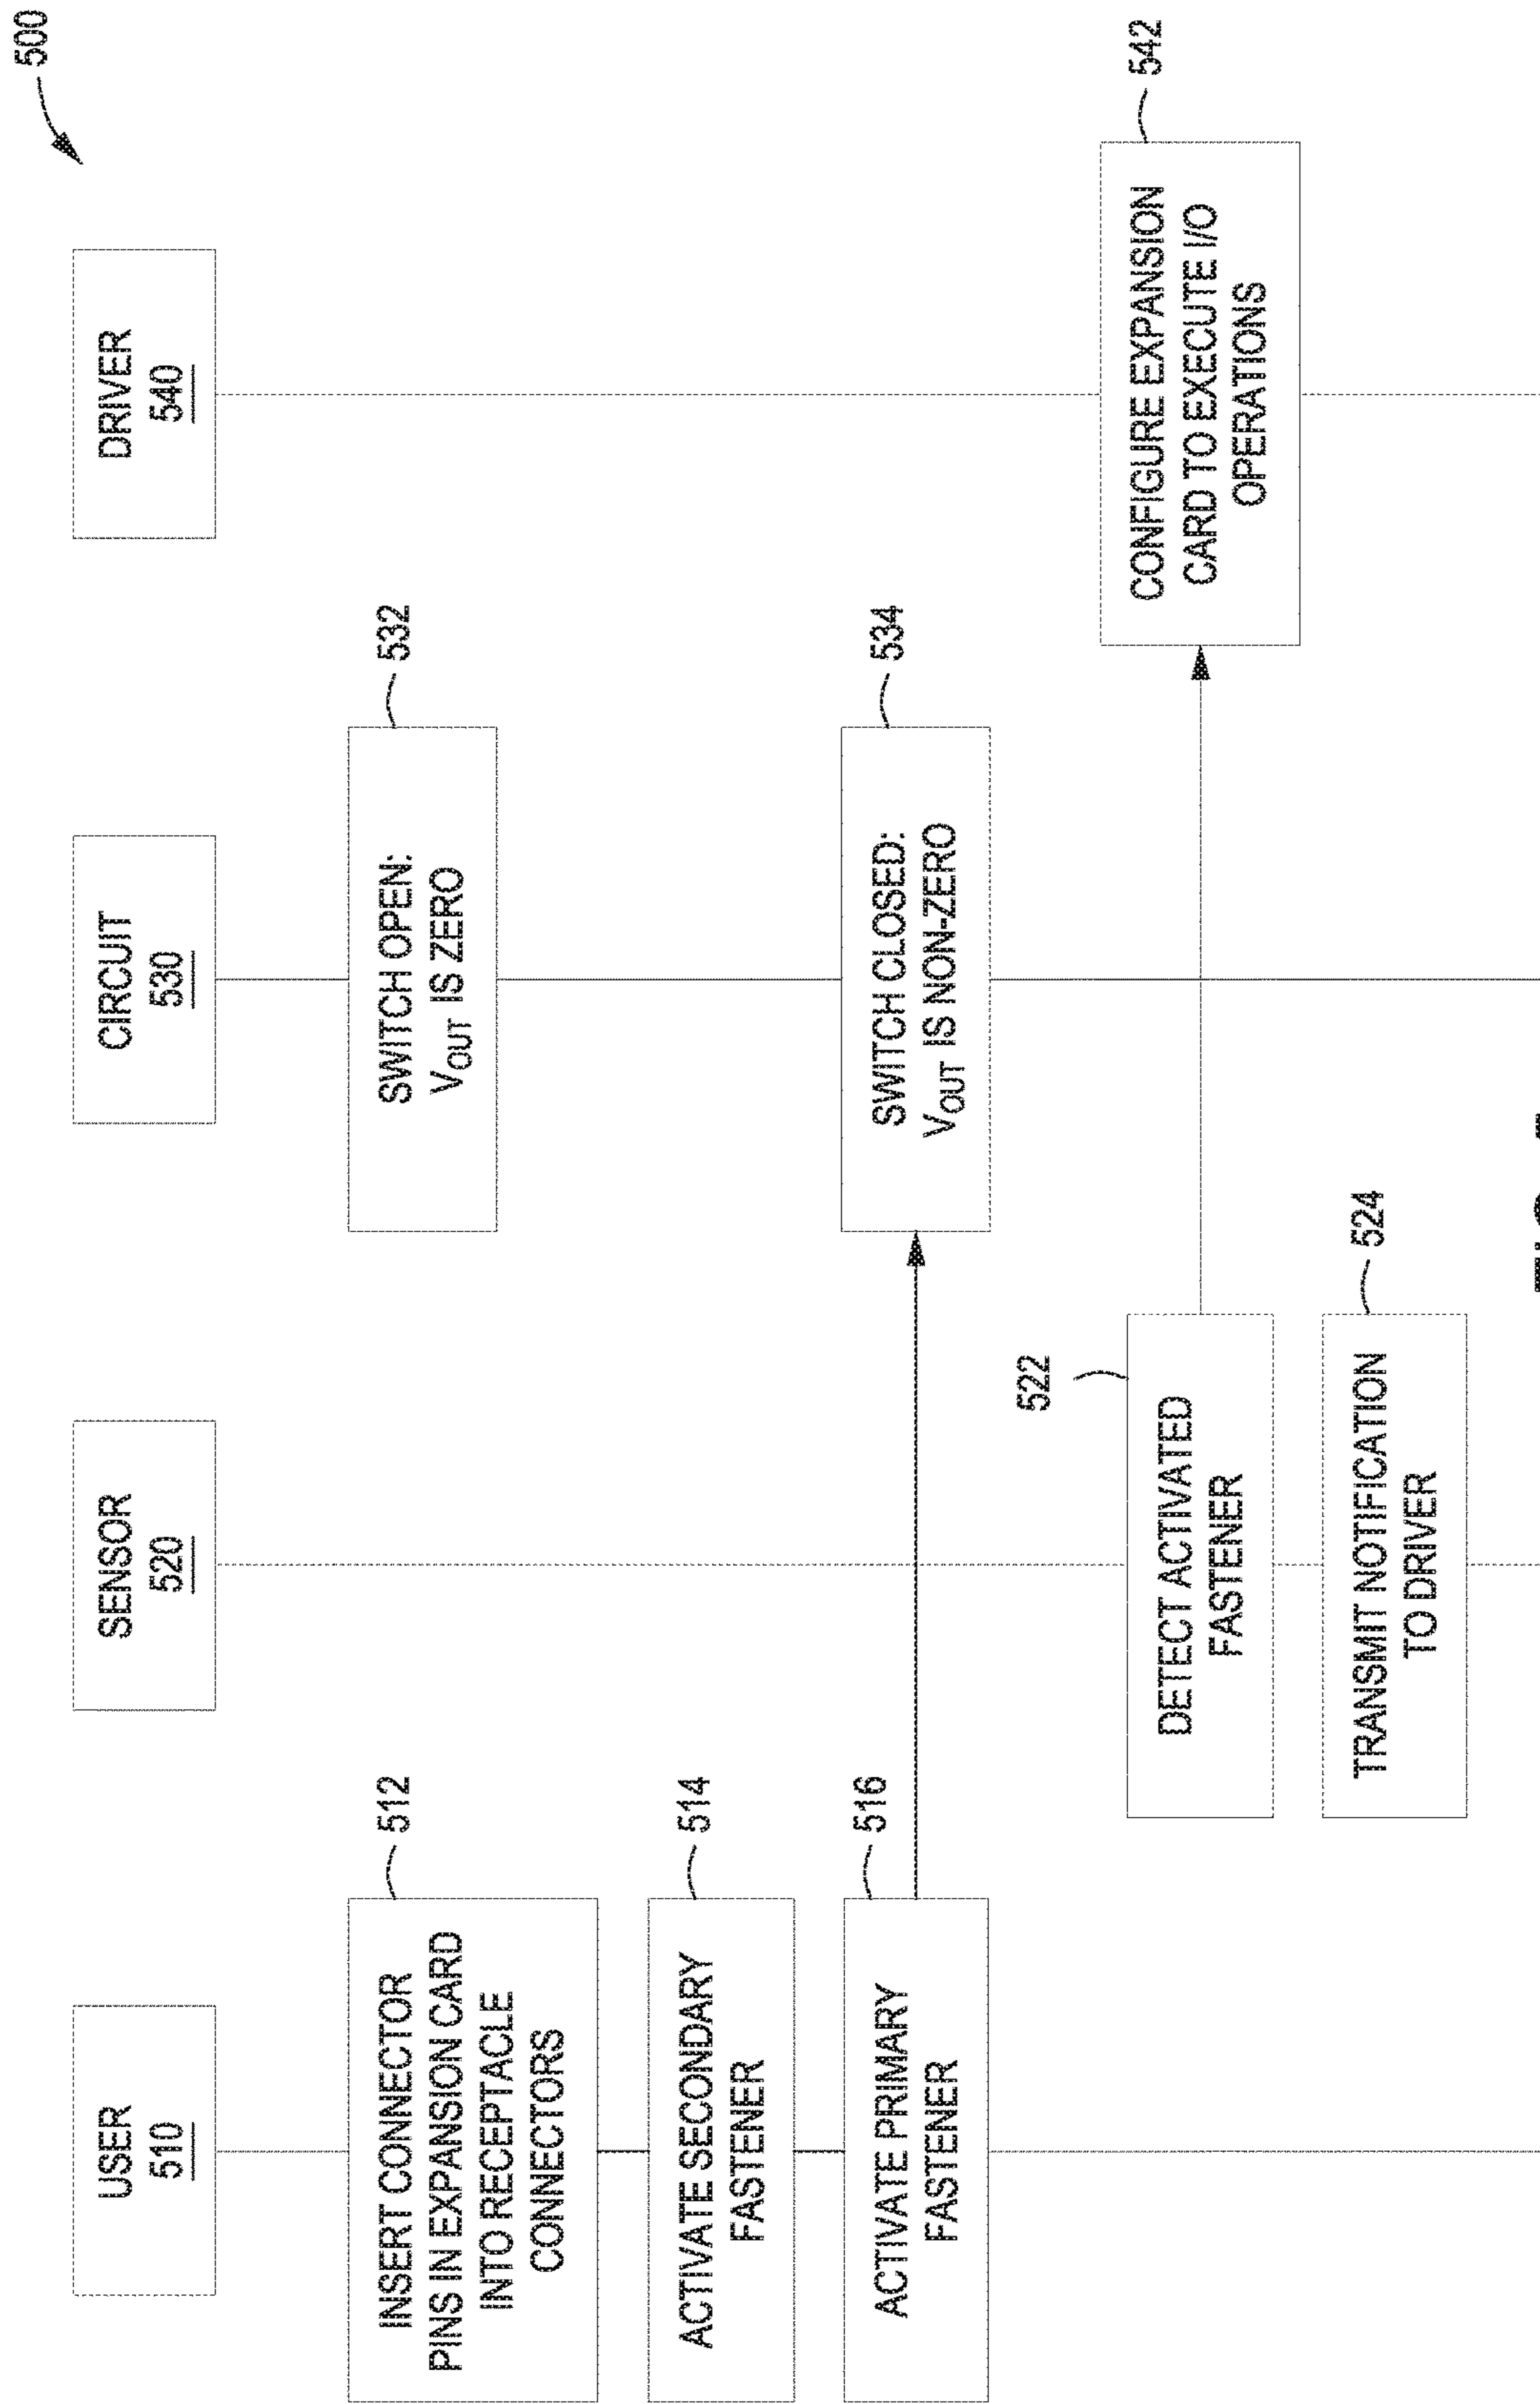 500
USER
510
SENSOR
520
CIRCUIT
530
DRIVER
540
INSERT CONNECTOR
PINS IN EXPANSION CARD
INTO RECEPTACLE
CONNECTORS
512
SWITCH OPEN:
VOUT IS ZERO
532
ACTIVATE SECONDARY
FASTENER
514
ACTIVATE PRIMARY
FASTENER
516
SWITCH CLOSED:
VOUT IS NON-ZERO
534
DETECT ACTIVATED
FASTENER
522
CONFIGURE EXPANSION
CARD TO EXECUTE I/O
OPERATIONS
542
TRANSMIT NOTIFICATION
TO DRIVER
524